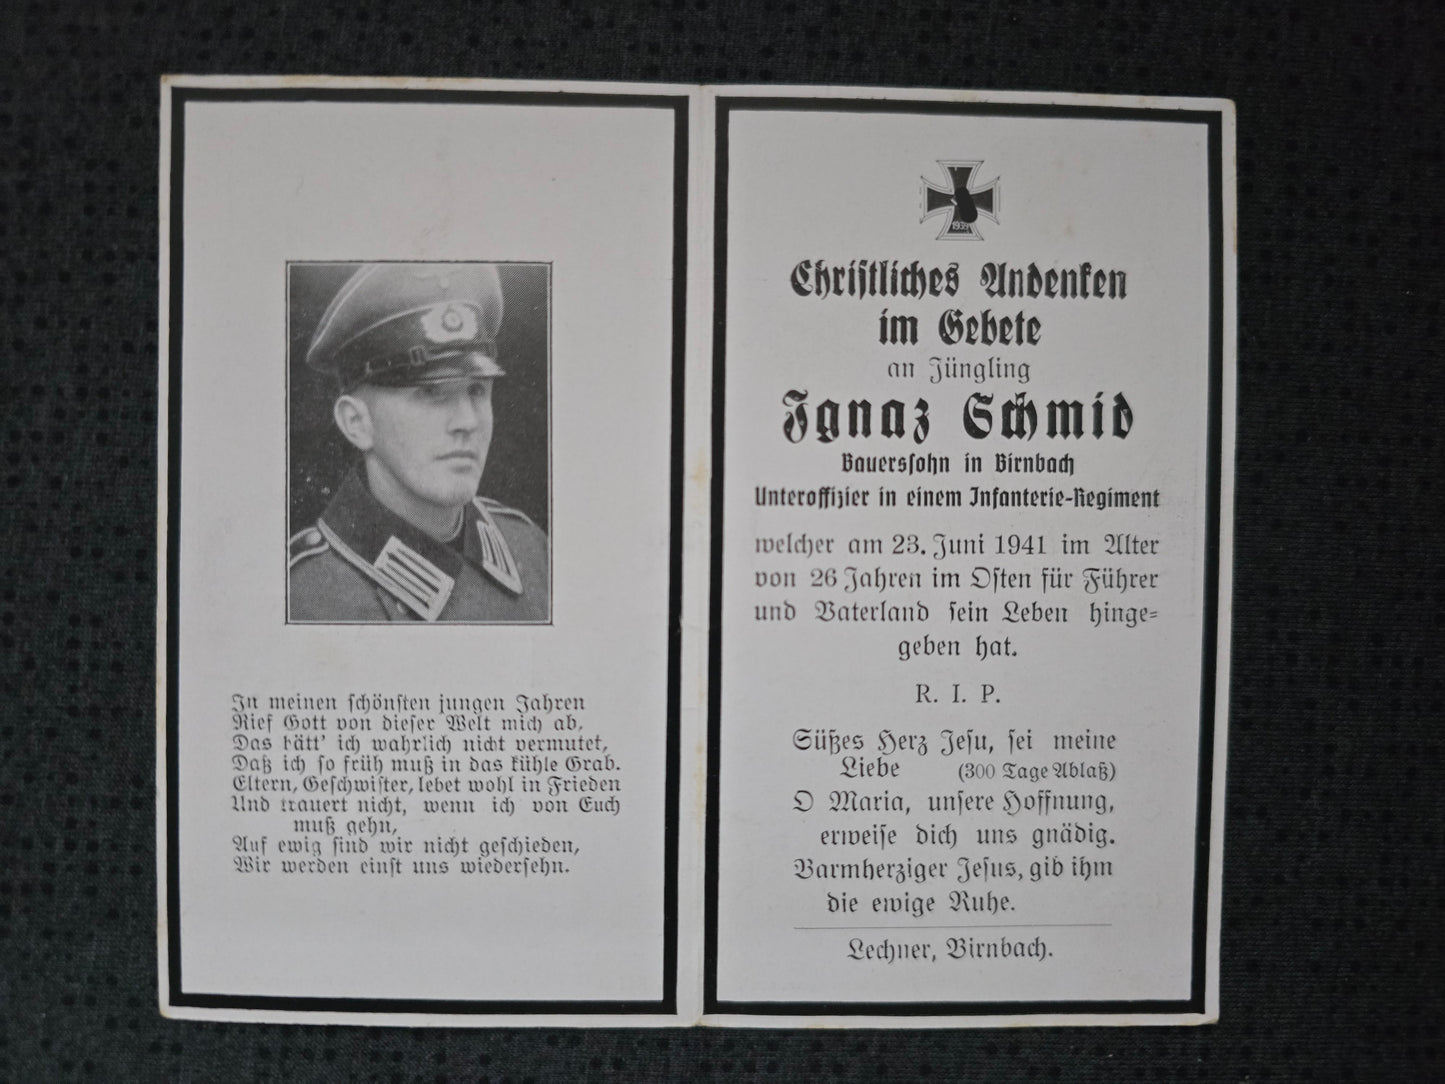 In meinen schönsten jungen Jahren
Rief Gott von dieser Welt mich ab,
Das hätt' ich wahrlich nicht vermutet,
Daß ich so früh muß in das kühle Grab.
Eltern, Geschwister, lebet wohl in Frieden
Und trauert nicht, wenn ich von Euch
muß gehn,
Auf ewig sind wir nicht geschieden,
Wir werden einst uns wiedersehn.
1939
Christliches Andenken
im Gebete
an Jüngling
Ignaz Schmid
Bauerssohn in Birnbach
Unteroffizier in einem Infanterie-Regiment
welcher am 23. Juni 1941 im Alter
von 26 Jahren im Osten für Führer
und Vaterland sein Leben hinge-
geben hat.
R. I. P.
Süßes Herz Jesu, sei meine
Liebe (300 Tage Ablaß)
O Maria, unsere Hoffnung,
erweise dich uns gnädig.
Barmherziger Jesus, gib ihm
die ewige Ruhe.
Lechner, Birnbach.